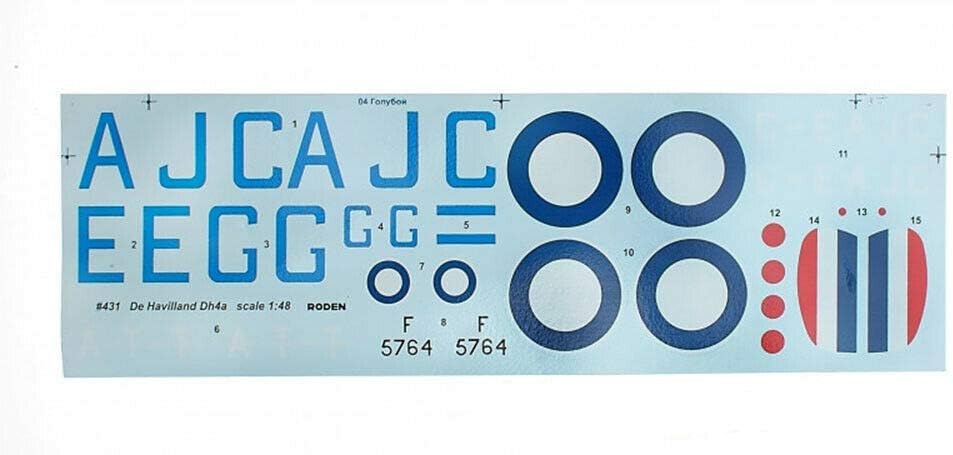 04 Голубой
A J C A J C
1
E E G G G G
2 3 4 5
#431 De Havilland Dh4a scale 1:48 RODEN
6
7
F F
8
5764 5764
9
10
11
12 13
14 15